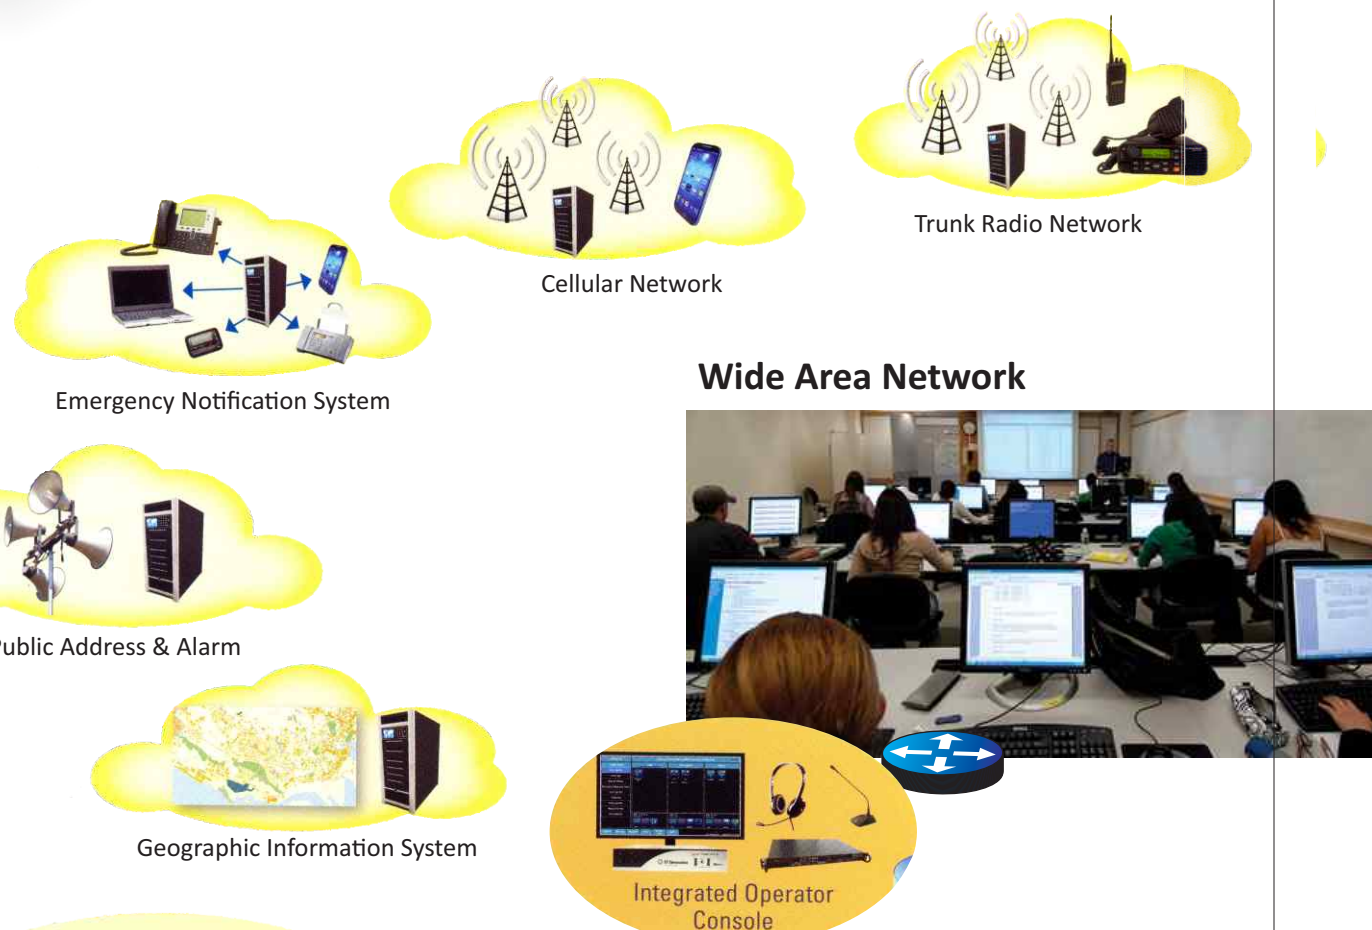 Trunk Radio Network
Cellular Network
Wide Area Network
Emergency Notification System
Public Address & Alarm
Geographic Information System
Integrated Operator
Console